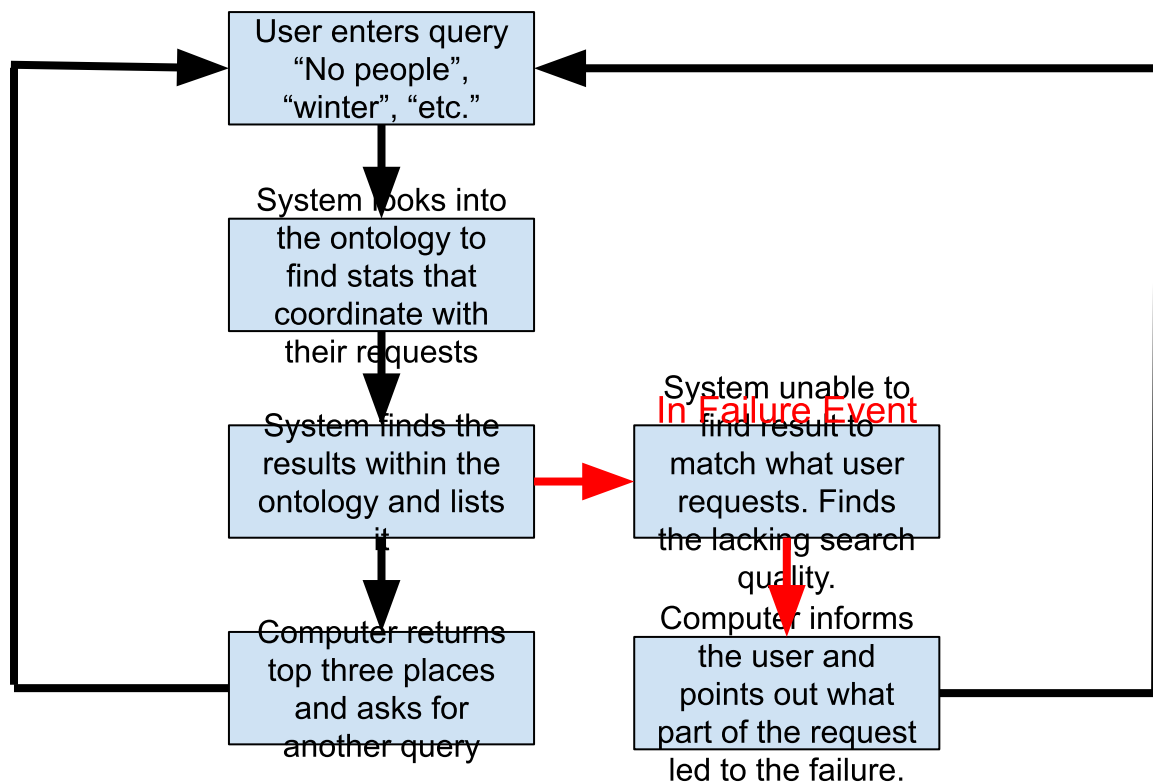 User enters query
“No people”,
“winter”, “etc.”
System looks into
the ontology to
find stats that
coordinate with
their requests
System finds the
results within the
ontology and lists
it
In Failure Event
System unable to
find result to
match what user
requests. Finds
the lacking search
quality.
Computer returns
top three places
and asks for
another query
Computer informs
the user and
points out what
part of the request
led to the failure.